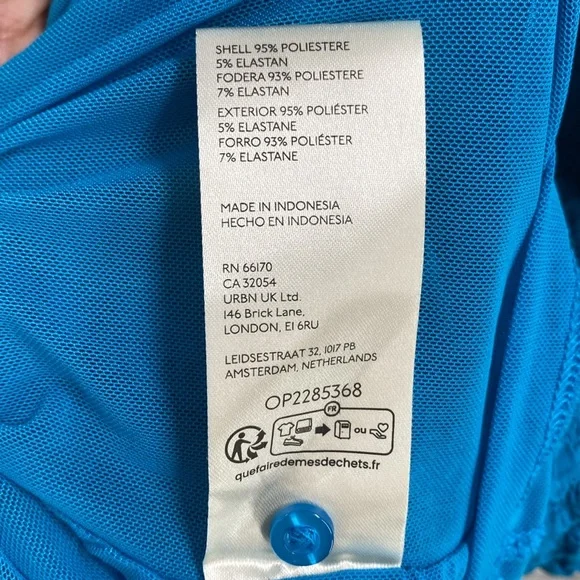 SHELL 95% POLIESTERE
5% ELASTAN
FODERA 93% POLIESTERE
7% ELASTAN
EXTERIOR 95% POLIÉSTER
5% ELASTANE
FORRO 93% POLIÉSTER
7% ELASTANE
MADE IN INDONESIA
HECHO EN INDONESIA
RN 66170
CA 32054
URBN UK Ltd.
146 Brick Lane,
LONDON, E1 6RU
LEIDSESTRAAT 32, 1017 PB
AMSTERDAM, NETHERLANDS
OP2285368
FR
OU
quefairedemesdechets.fr